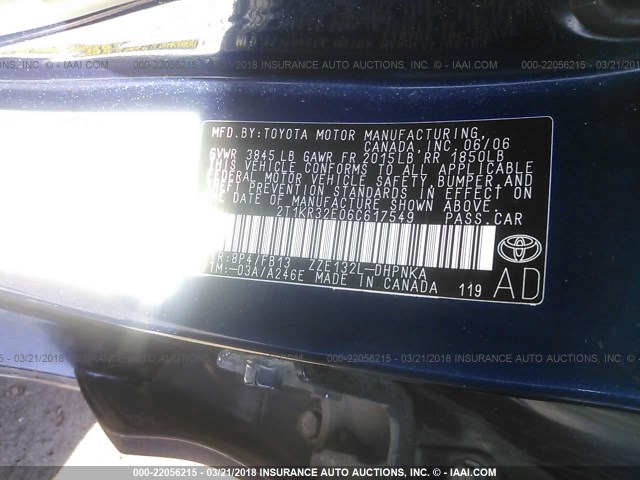 000-22056215 - 03/21/2018 INSURANCE AUTO AUCTIONS, INC. - © - IAAI.COM
MFD.BY:TOYOTA MOTOR MANUFACTURING,
CANADA, INC. 06/06
GVWR 3845LB GAWR FR 2015LB, RR 1850LB
THIS VEHICLE CONFORMS TO ALL APPLICABLE
FEDERAL MOTOR VEHICLE SAFETY, BUMPER, AND
THEFT PREVENTION STANDARDS IN EFFECT ON
THE DATE OF MANUFACTURE SHOWN ABOVE.
2T1KR32E06C617549 PASS.CAR
TR:8P4/FB13 ZZE132L-DHPNKA
TM:-03A/A246E MADE IN CANADA 119
TOYOTA
AD
000-22056215 - 03/21/2018 INSURANCE AUTO AUCTIONS, INC. - © - IAAI.COM
000-22056215 - 03/21/2018 INSURANCE AUTO AUCTIONS, INC. - © - IAAI.COM